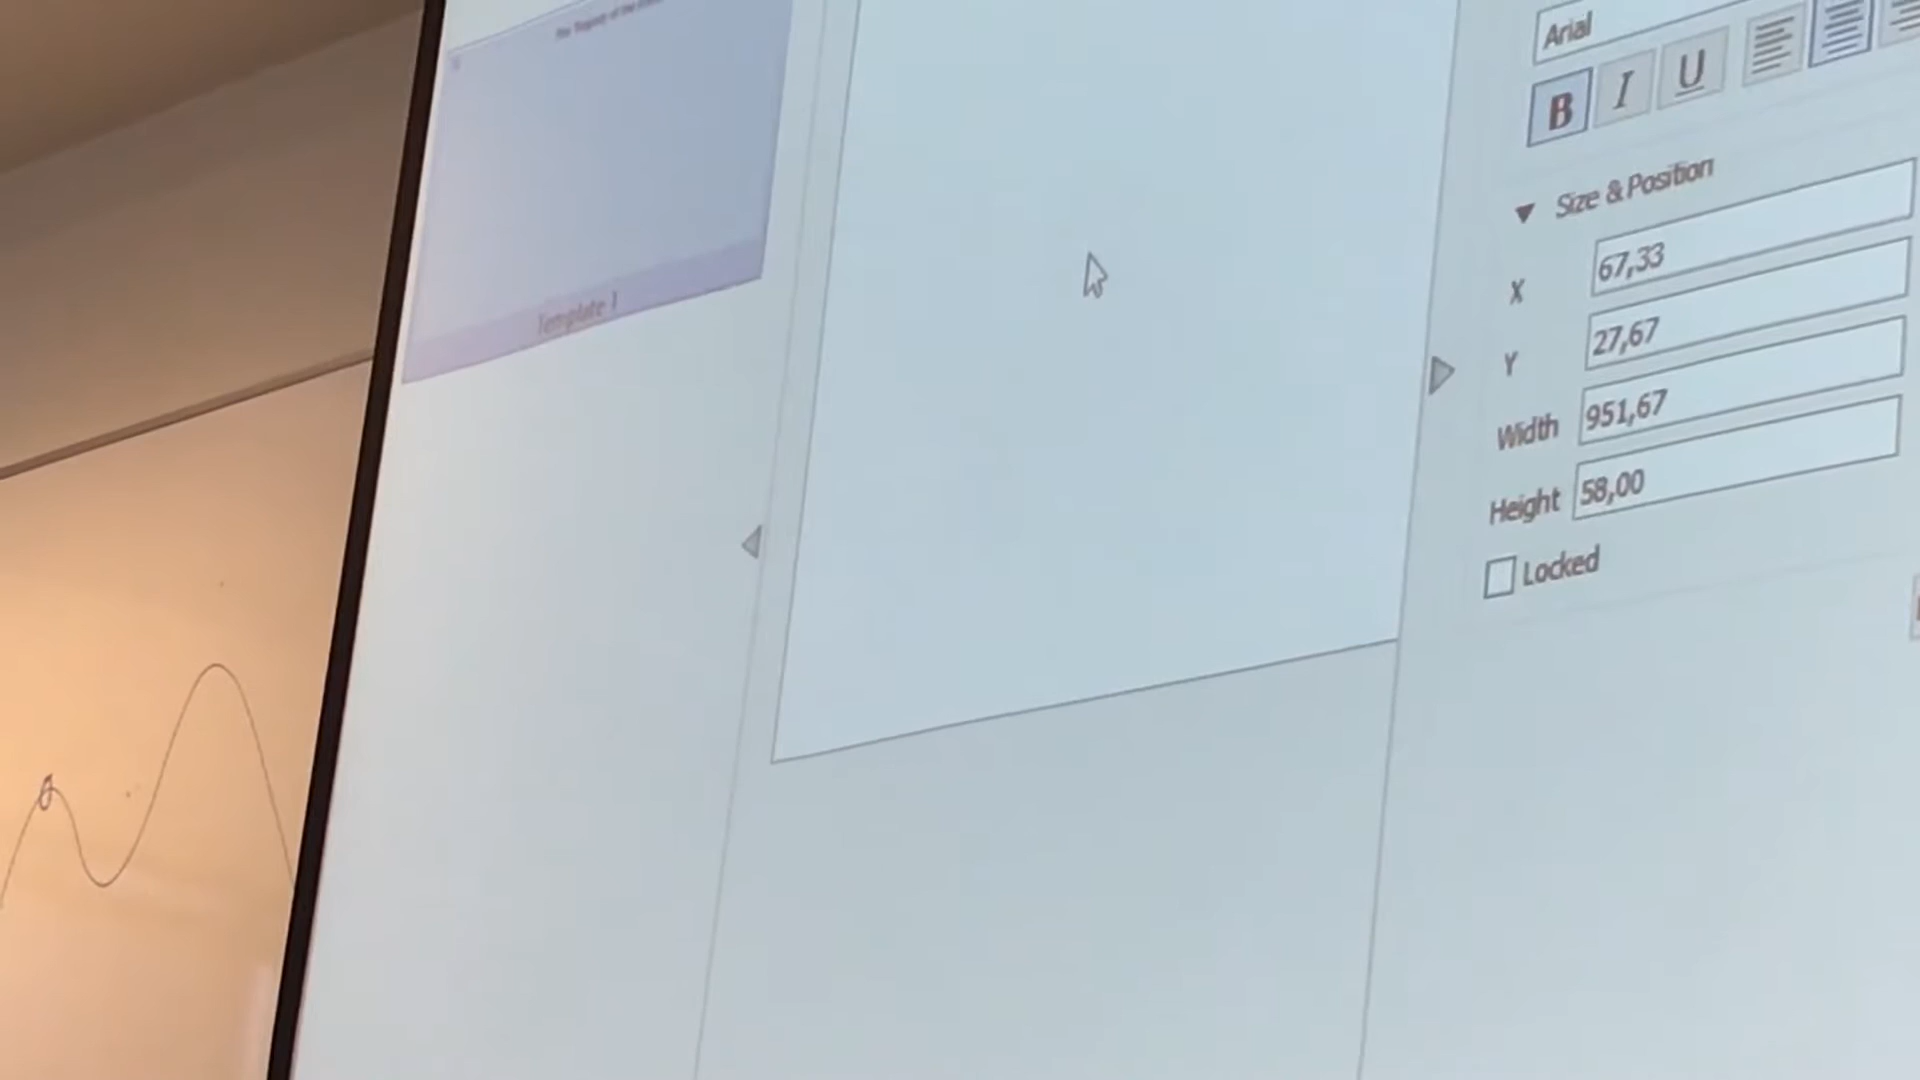 Arial
B I U
Size & Position
X 67,33
Y 27,67
Width 951,67
Height 58,00
Locked
Template 1